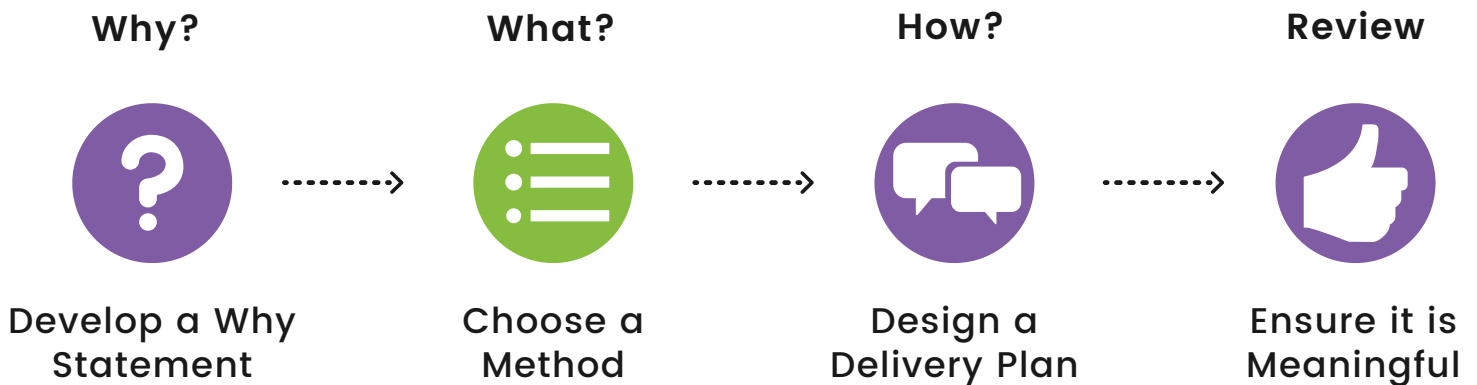 Why?
What?
How?
Review
Develop a Why
Statement
Choose a
Method
Design a
Delivery Plan
Ensure it is
Meaningful